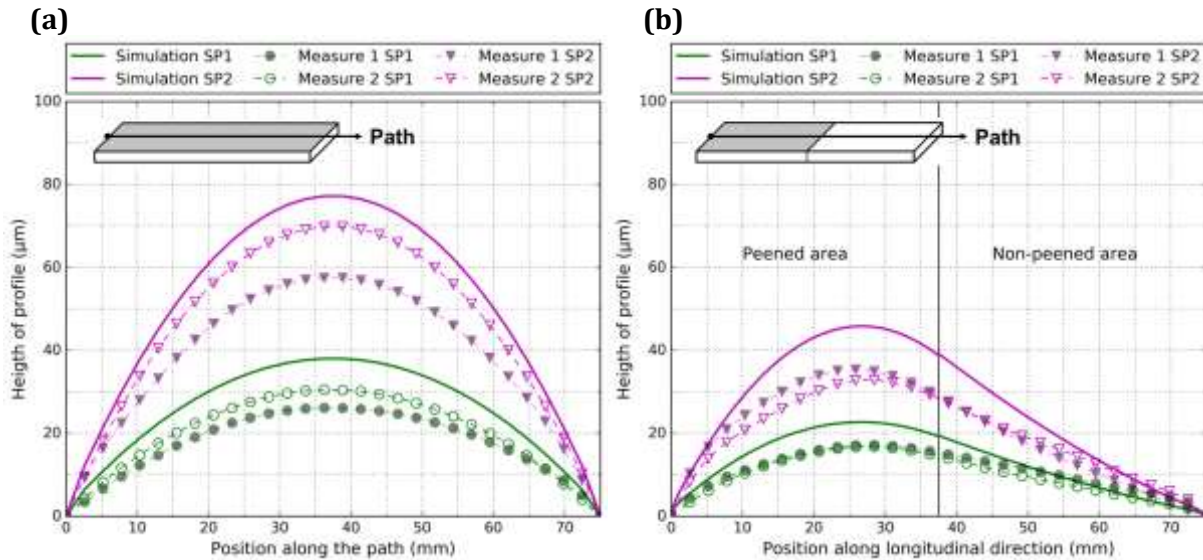 (a)
Simulation SP1 Measure 1 SP1 Measure 1 SP2
Simulation SP2 Measure 2 SP1 Measure 2 SP2
100
80
60
40
20
0
Heigth of profile (μm)
Path
0 10 20 30 40 50 60 70
Position along the path (mm)
(b)
Simulation SP1 Measure 1 SP1 Measure 1 SP2
Simulation SP2 Measure 2 SP1 Measure 2 SP2
100
80
60
40
20
0
Heigth of profile (μm)
Path
Peened area Non-peened area
0 10 20 30 40 50 60 70
Position along longitudinal direction (mm)